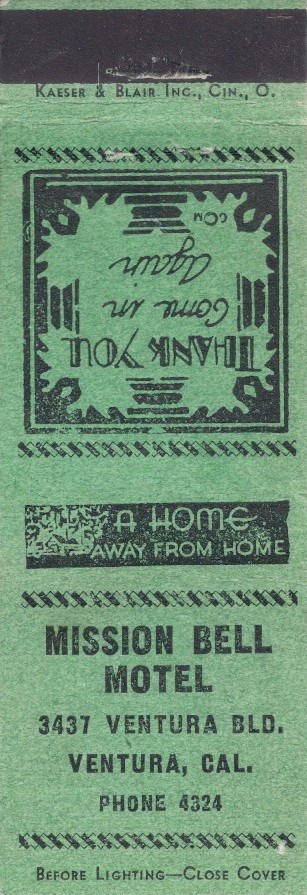 KAESER & BLAIR INC., CIN., O.
THANK YOU
Come in
Again
CCM
A HOME
AWAY FROM HOME
MISSION BELL
MOTEL
3437 VENTURA BLD.
VENTURA, CAL.
PHONE 4324
BEFORE LIGHTING—CLOSE COVER